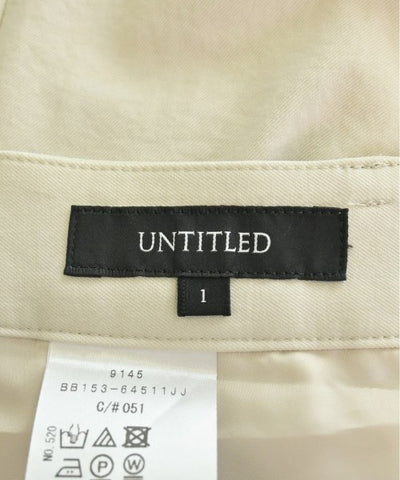 UNTITLED
1
9145
BB153-64511JJ
C/#051
NO. 520
P W